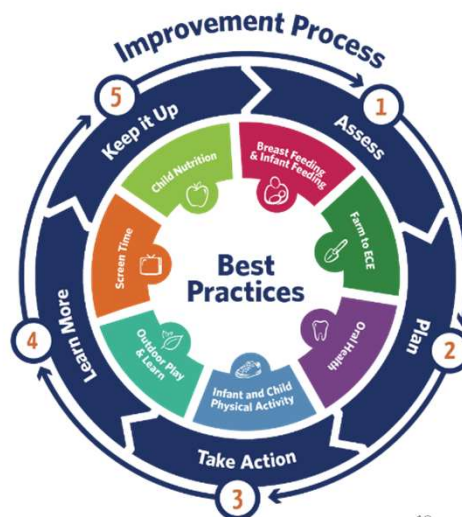 Improvement Process
1
Assess
2
Plan
3
Take Action
4
Learn More
5
Keep it Up
Best
Practices
Breast Feeding
& Infant Feeding
Farm to ECE
Oral Health
Infant and Child
Physical Activity
Outdoor Play
& Learn
Screen Time
Child Nutrition